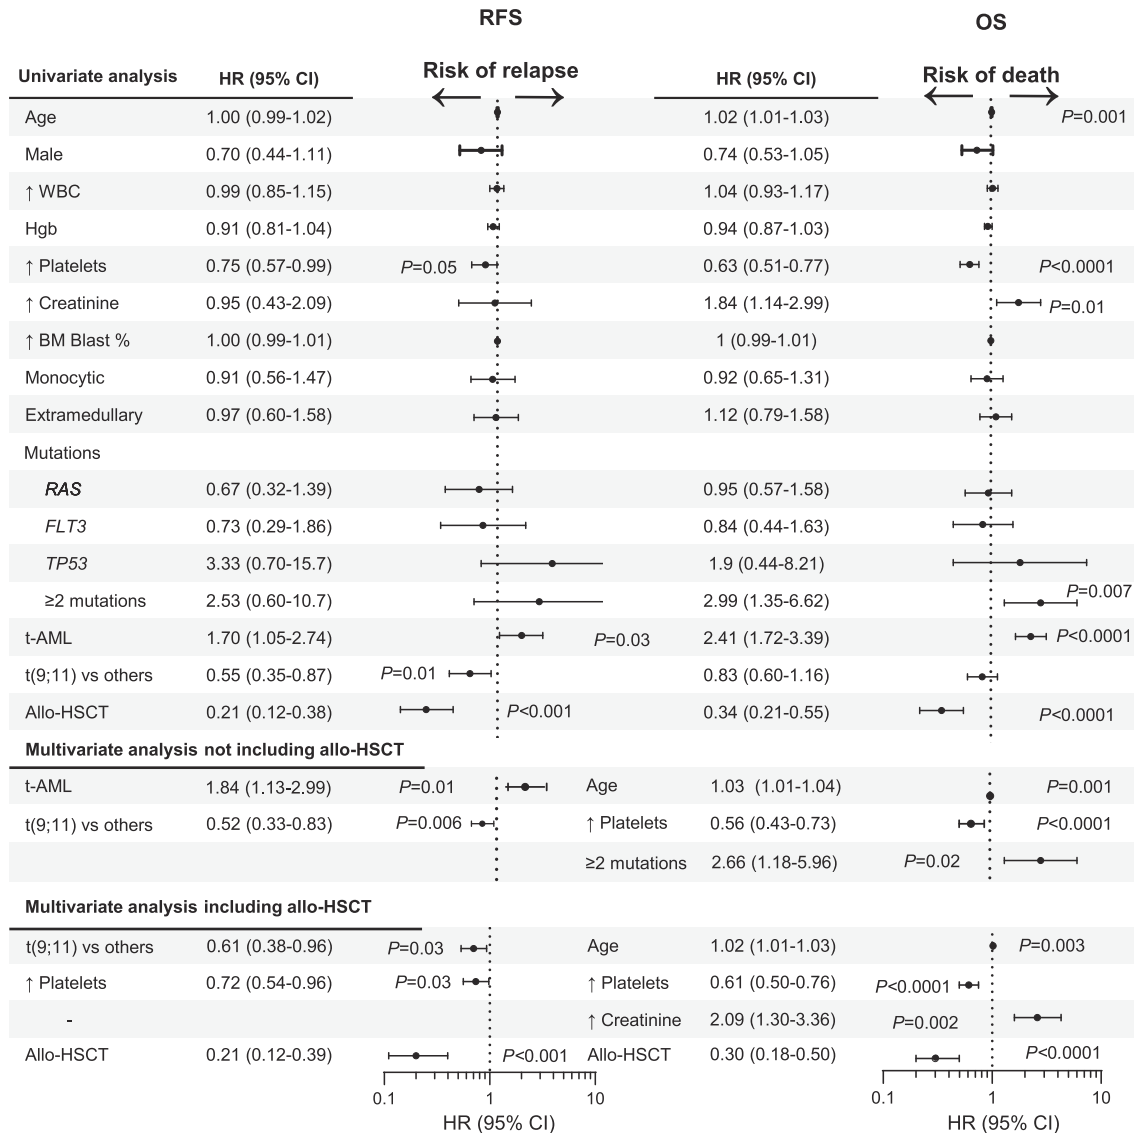 RFS OS
Risk of relapse Risk of death
Univariate analysis HR (95% CI) HR (95% CI)
Age 1.00 (0.99-1.02) 1.02 (1.01-1.03) P=0.001
Male 0.70 (0.44-1.11) 0.74 (0.53-1.05)
↑ WBC 0.99 (0.85-1.15) 1.04 (0.93-1.17)
Hgb 0.91 (0.81-1.04) 0.94 (0.87-1.03)
↑ Platelets 0.75 (0.57-0.99) P=0.05 0.63 (0.51-0.77) P<0.0001
↑ Creatinine 0.95 (0.43-2.09) 1.84 (1.14-2.99) P=0.01
↑ BM Blast % 1.00 (0.99-1.01) 1 (0.99-1.01)
Monocytic 0.91 (0.56-1.47) 0.92 (0.65-1.31)
Extramedullary 0.97 (0.60-1.58) 1.12 (0.79-1.58)
Mutations
RAS 0.67 (0.32-1.39) 0.95 (0.57-1.58)
FLT3 0.73 (0.29-1.86) 0.84 (0.44-1.63)
TP53 3.33 (0.70-15.7) 1.9 (0.44-8.21)
≥2 mutations 2.53 (0.60-10.7) 2.99 (1.35-6.62) P=0.007
t-AML 1.70 (1.05-2.74) P=0.03 2.41 (1.72-3.39) P<0.0001
t(9;11) vs others 0.55 (0.35-0.87) P=0.01 0.83 (0.60-1.16)
Allo-HSCT 0.21 (0.12-0.38) P<0.001 0.34 (0.21-0.55) P<0.0001
Multivariate analysis not including allo-HSCT
t-AML 1.84 (1.13-2.99) P=0.01 Age 1.03 (1.01-1.04) P=0.001
t(9;11) vs others 0.52 (0.33-0.83) P=0.006 ↑ Platelets 0.56 (0.43-0.73) P<0.0001
≥2 mutations 2.66 (1.18-5.96) P=0.02
Multivariate analysis including allo-HSCT
t(9;11) vs others 0.61 (0.38-0.96) P=0.03 Age 1.02 (1.01-1.03) P=0.003
↑ Platelets 0.72 (0.54-0.96) P=0.03 ↑ Platelets 0.61 (0.50-0.76) P<0.0001
- ↑ Creatinine 2.09 (1.30-3.36) P=0.002
Allo-HSCT 0.21 (0.12-0.39) P<0.001 Allo-HSCT 0.30 (0.18-0.50) P<0.0001
0.1 1 10 0.1 1 10
HR (95% CI) HR (95% CI)